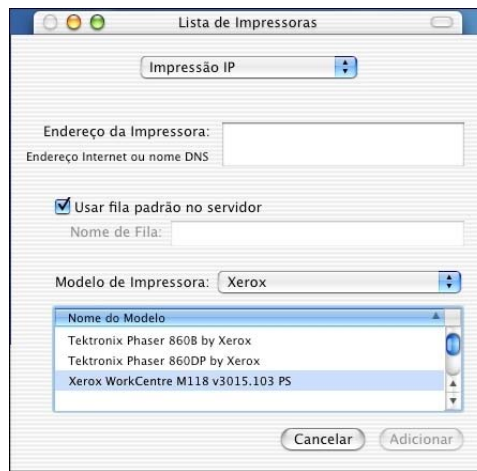 Lista de Impressoras
Impressão IP
Endereço da Impressora:
Endereço Internet ou nome DNS
Usar fila padrão no servidor
Nome de Fila:
Modelo de Impressora: Xerox
Nome do Modelo
Tektronix Phaser 860B by Xerox
Tektronix Phaser 860DP by Xerox
Xerox WorkCentre M118 v3015.103 PS
Cancelar Adicionar